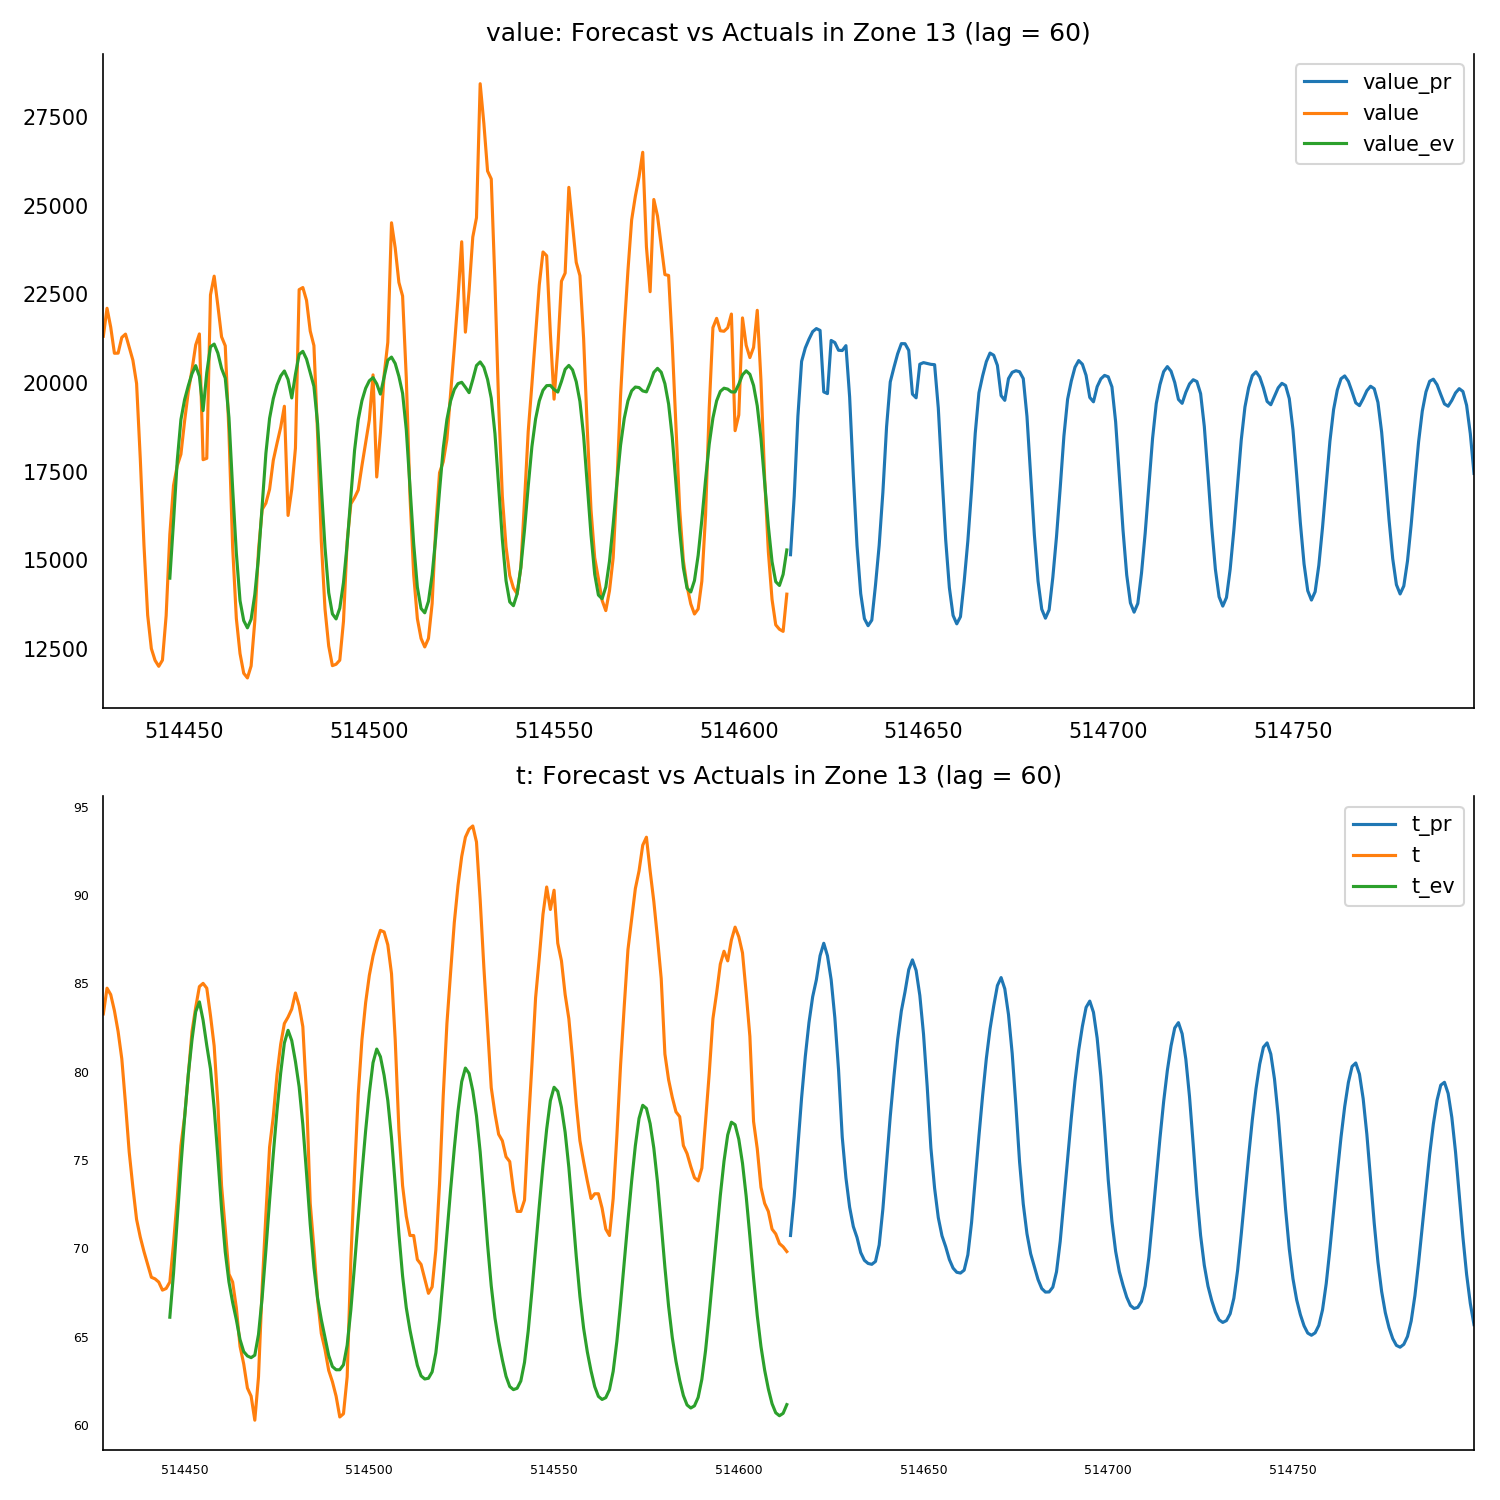 value: Forecast vs Actuals in Zone 13 (lag = 60)
value_pr
value
value_ev
27500
25000
22500
20000
17500
15000
12500
514450 514500 514550 514600 514650 514700 514750
t: Forecast vs Actuals in Zone 13 (lag = 60)
t_pr
t
t_ev
95
90
85
80
75
70
65
60
514450 514500 514550 514600 514650 514700 514750